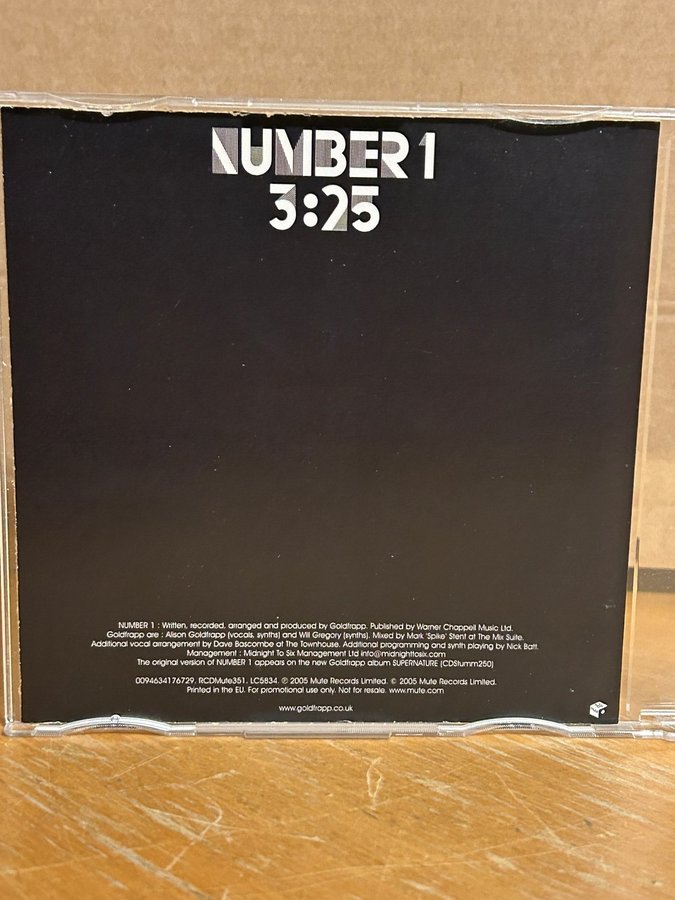 NUMBER 1
3:25
NUMBER 1 : Written, recorded, arranged and produced by Goldfrapp. Published by Warner Chappell Music Ltd.
Goldfrapp are : Alison Goldfrapp (vocals, synths) and Will Gregory (synths). Mixed by Mark 'Spike' Stent at The Mix Suite.
Additional vocal arrangement by Dave Bascombe at The Townhouse. Additional programming and synth playing by Nick Batt.
Management : Midnight To Six Management Ltd info@midnighttosix.com
The original version of NUMBER 1 appears on the new Goldfrapp album SUPERNATURE (CDStumm250)
0094634176729. RCDMute351. LC5834. ℗ 2005 Mute Records Limited. © 2005 Mute Records Limited.
Printed in the EU. For promotional use only. Not for resale. www.mute.com
www.goldfrapp.co.uk